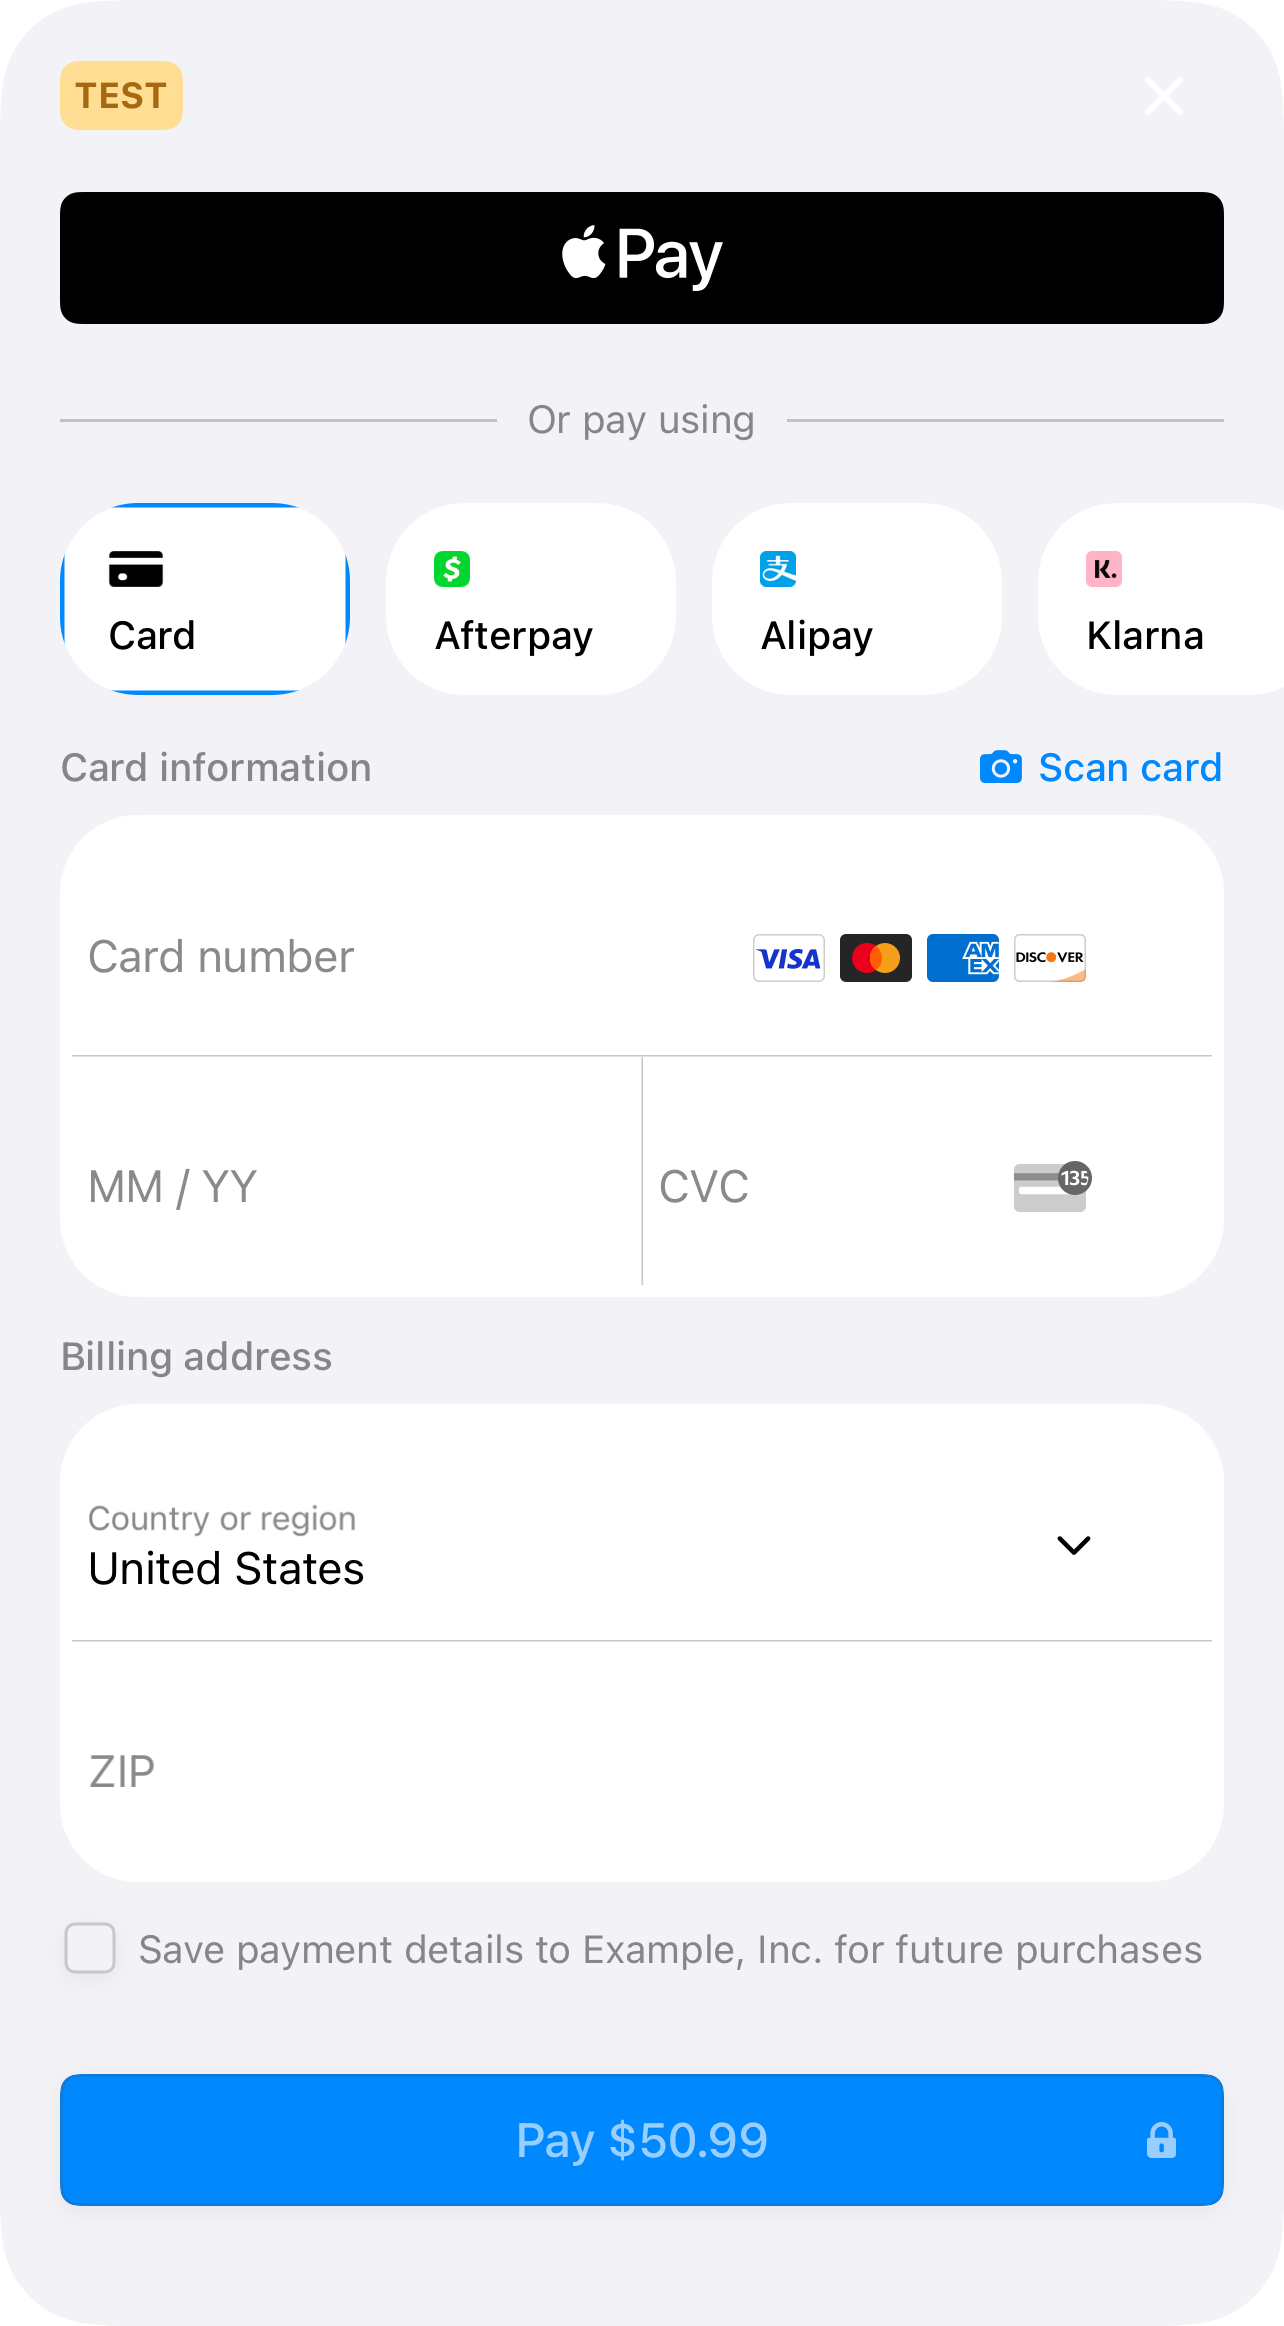 TEST
Pay
Or pay using
Card
Afterpay
Alipay
Klarna
Card information
Scan card
Card number
VISA
AMEX
DISCOVER
MM / YY
CVC
135
Billing address
Country or region
United States
ZIP
Save payment details to Example, Inc. for future purchases
Pay $50.99